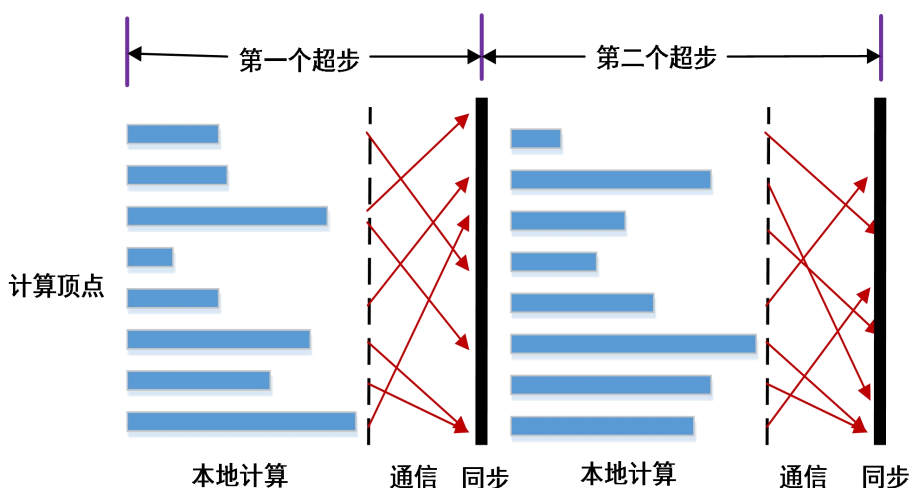 第一个超步
第二个超步
计算顶点
本地计算
通信
同步
本地计算
通信
同步